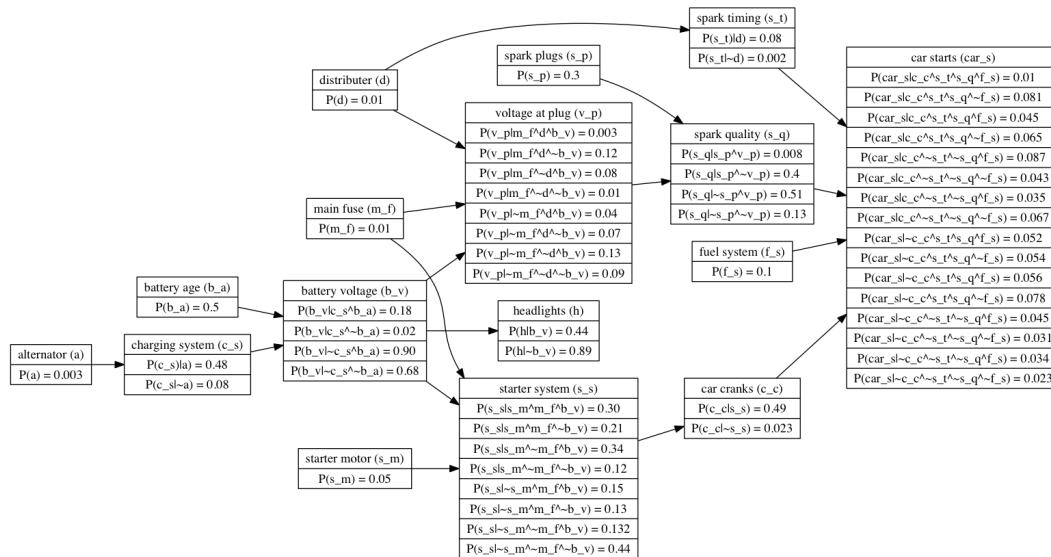 spark timing (s_t)
P(s_t)|d) = 0.08
P(s_t|~d) = 0.002
spark plugs (s_p)
P(s_p) = 0.3
car starts (car_s)
P(car_s|c_c^s_t^s_q^f_s) = 0.01
P(car_s|c_c^s_t^s_q^~f_s) = 0.081
P(car_s|c_c^s_t^~s_q^f_s) = 0.045
P(car_s|c_c^s_t^~s_q^~f_s) = 0.065
P(car_s|c_c^~s_t^~s_q^f_s) = 0.087
P(car_s|c_c^~s_t^s_q^~f_s) = 0.043
P(car_s|c_c^~s_t^~s_q^f_s) = 0.035
P(car_s|c_c^~s_t^~s_q^~f_s) = 0.067
P(car_s|~c_c^s_t^s_q^f_s) = 0.052
P(car_s|~c_c^s_t^s_q^~f_s) = 0.054
P(car_s|~c_c^s_t^~s_q^f_s) = 0.056
P(car_s|~c_c^s_t^~s_q^~f_s) = 0.078
P(car_s|~c_c^~s_t^s_q^f_s) = 0.045
P(car_s|~c_c^~s_t^s_q^~f_s) = 0.031
P(car_s|~c_c^~s_t^~s_q^f_s) = 0.034
P(car_s|~c_c^~s_t^~s_q^~f_s) = 0.023
distributer (d)
P(d) = 0.01
voltage at plug (v_p)
P(v_p|m_f^d^b_v) = 0.003
P(v_p|m_f^d^~b_v) = 0.12
P(v_p|m_f^~d^b_v) = 0.08
P(v_p|m_f^~d^~b_v) = 0.01
P(v_p|~m_f^d^b_v) = 0.04
P(v_p|~m_f^d^~b_v) = 0.07
P(v_p|~m_f^~d^b_v) = 0.13
P(v_p|~m_f^~d^~b_v) = 0.09
spark quality (s_q)
P(s_q|s_p^v_p) = 0.008
P(s_q|s_p^~v_p) = 0.4
P(s_q|~s_p^v_p) = 0.51
P(s_q|~s_p^~v_p) = 0.13
main fuse (m_f)
P(m_f) = 0.01
fuel system (f_s)
P(f_s) = 0.1
battery age (b_a)
P(b_a) = 0.5
battery voltage (b_v)
P(b_v|c_s^b_a) = 0.18
P(b_v|c_s^~b_a) = 0.02
P(b_v|~c_s^b_a) = 0.90
P(b_v|~c_s^~b_a) = 0.68
headlights (h)
P(h|b_v) = 0.44
P(h|~b_v) = 0.89
alternator (a)
P(a) = 0.003
charging system (c_s)
P(c_s)|a) = 0.48
P(c_s|~a) = 0.08
starter system (s_s)
P(s_s|s_m^m_f^b_v) = 0.30
P(s_s|s_m^m_f^~b_v) = 0.21
P(s_s|s_m^~m_f^b_v) = 0.34
P(s_s|s_m^~m_f^~b_v) = 0.12
P(s_s|~s_m^m_f^b_v) = 0.15
P(s_s|~s_m^m_f^~b_v) = 0.13
P(s_s|~s_m^~m_f^b_v) = 0.132
P(s_s|~s_m^~m_f^~b_v) = 0.44
car cranks (c_c)
P(c_c|s_s) = 0.49
P(c_c|~s_s) = 0.023
starter motor (s_m)
P(s_m) = 0.05